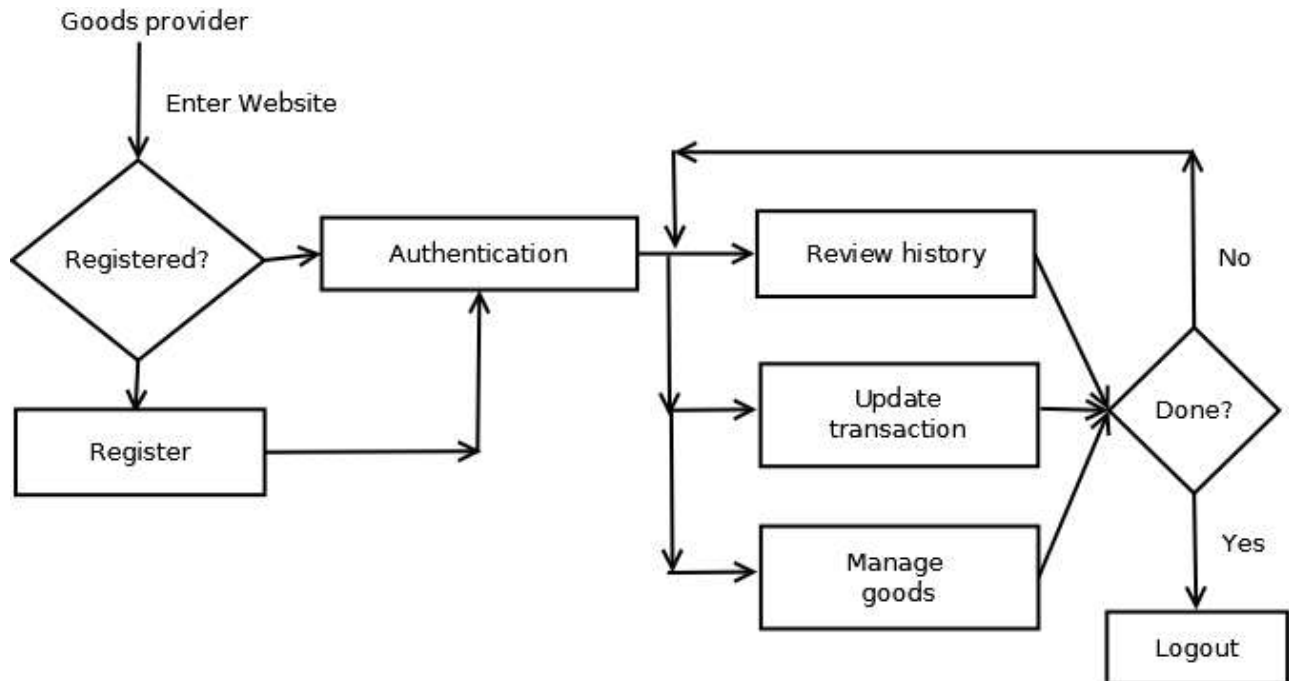 Goods provider
Enter Website
Registered?
Authentication
Review history
No
Register
Update
transaction
Done?
Manage
goods
Yes
Logout